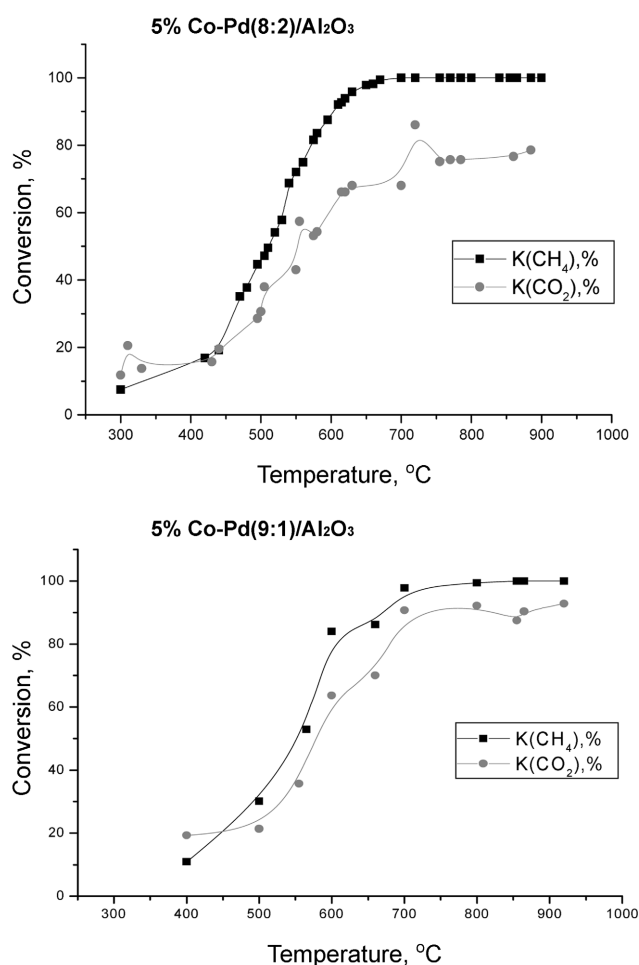 5% Co-Pd(8:2)/Al₂O₃
100
80
60
40
20
0
Conversion, %
K(CH₄),%
K(CO₂),%
300 400 500 600 700 800 900 1000
Temperature, °C
5% Co-Pd(9:1)/Al₂O₃
100
80
60
40
20
0
Conversion, %
K(CH₄),%
K(CO₂),%
300 400 500 600 700 800 900 1000
Temperature, °C